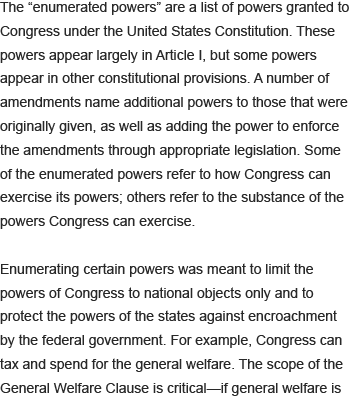 The “enumerated powers” are a list of powers granted to
Congress under the United States Constitution. These
powers appear largely in Article I, but some powers
appear in other constitutional provisions. A number of
amendments name additional powers to those that were
originally given, as well as adding the power to enforce
the amendments through appropriate legislation. Some
of the enumerated powers refer to how Congress can
exercise its powers; others refer to the substance of the
powers Congress can exercise.

Enumerating certain powers was meant to limit the
powers of Congress to national objects only and to
protect the powers of the states against encroachment
by the federal government. For example, Congress can
tax and spend for the general welfare. The scope of the
General Welfare Clause is critical—if general welfare is